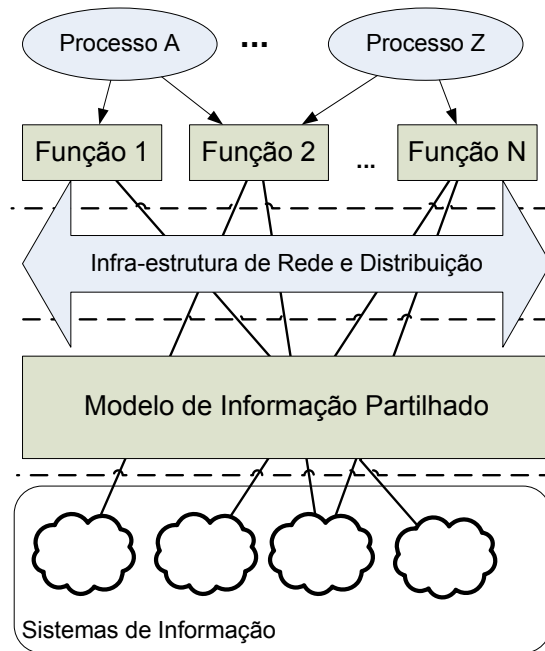 Processo A
...
Processo Z
Função 1
Função 2
...
Função N
Infra-estrutura de Rede e Distribuição
Modelo de Informação Partilhado
Sistemas de Informação